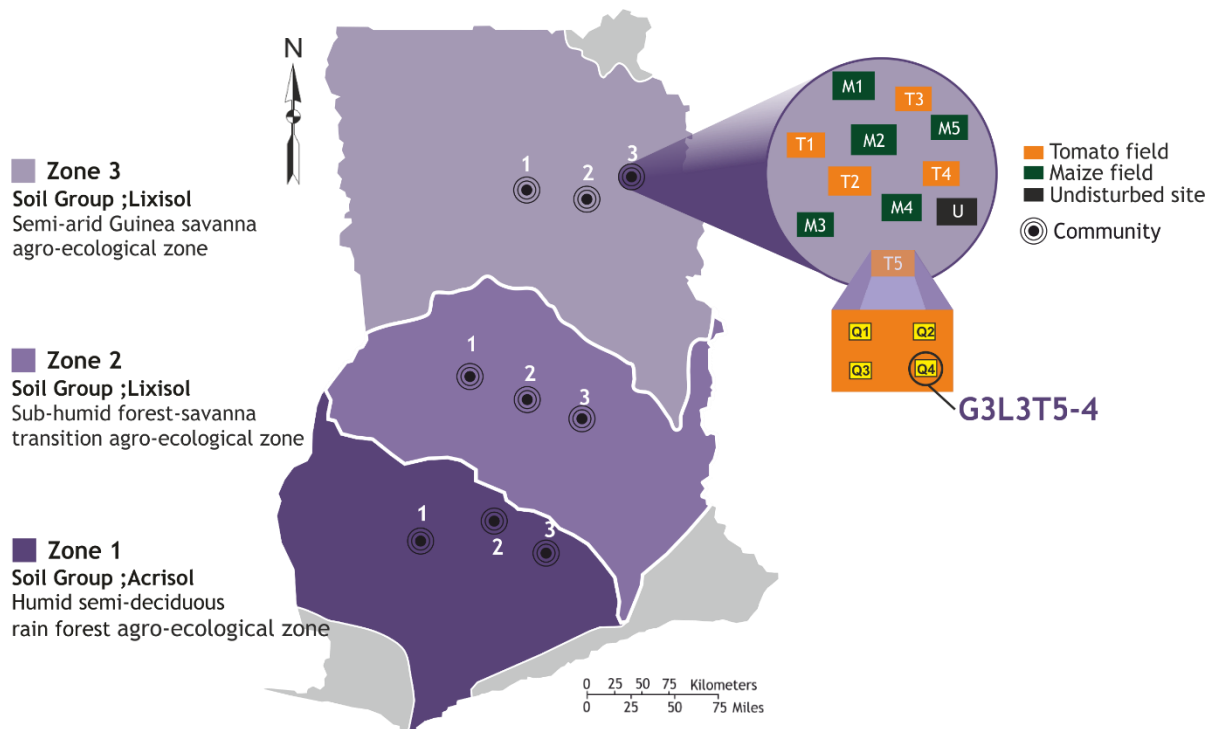 N
Zone 3
Soil Group ;Lixisol
Semi-arid Guinea savanna
agro-ecological zone
Zone 2
Soil Group ;Lixisol
Sub-humid forest-savanna
transition agro-ecological zone
Zone 1
Soil Group ;Acrisol
Humid semi-deciduous
rain forest agro-ecological zone
1
2
3
1
2
3
1
2
3
M1
T3
T1
M2
M5
T2
T4
M3
M4
U
T5
Q1 Q2
Q3 Q4
G3L3T5-4
Tomato field
Maize field
Undisturbed site
Community
0 25 50 75 Kilometers
0 25 50 75 Miles